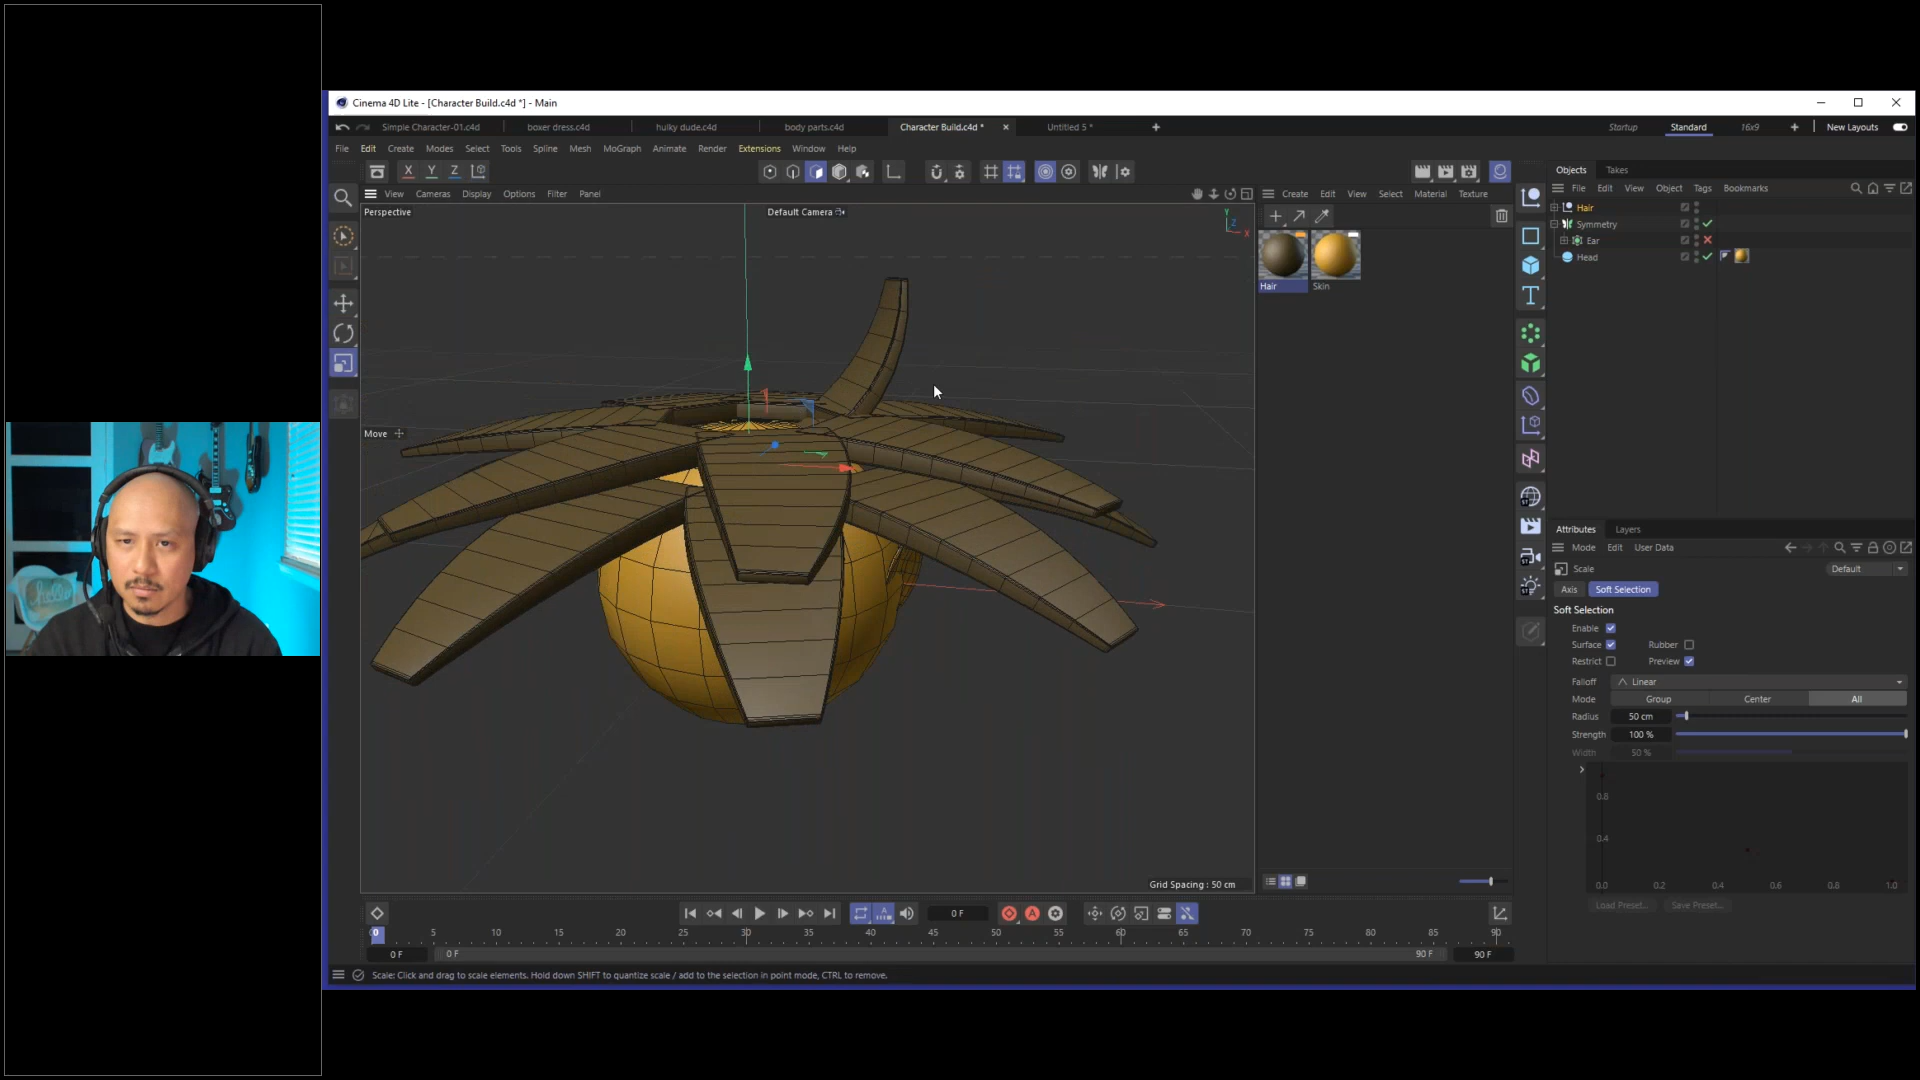 Cinema 4D Lite - [Character Build.c4d *] - Main
Simple Character-01.c4d boxer dress.c4d hulky dude.c4d body parts.c4d Character Build.c4d * × Untitled 5 * + Startup Standard 16x9 + New Layouts
File Edit Create Modes Select Tools Spline Mesh MoGraph Animate Render Extensions Window Help
X Y Z
Objects Takes
View Cameras Display Options Filter Panel
Create Edit View Select Material Texture
File Edit View Object Tags Bookmarks
Perspective Default Camera
Y Z X
Hair
Symmetry
Ear
Head
Hair Skin
T
Move
hello
Attributes Layers
Mode Edit User Data
Scale Default
Axis Soft Selection
Soft Selection
Enable
Surface Rubber
Restrict Preview
Falloff Linear
Mode Group Center All
Radius 50 cm
Strength 100 %
Width 50 %
0.8
0.4
0.0 0.2 0.4 0.6 0.8 1.0
Load Preset... Save Preset...
Grid Spacing : 50 cm
0 F
0 5 10 15 20 25 30 35 40 45 50 55 60 65 70 75 80 85 90
0 F 0 F 90 F 90 F
Scale: Click and drag to scale elements. Hold down SHIFT to quantize scale / add to the selection in point mode, CTRL to remove.